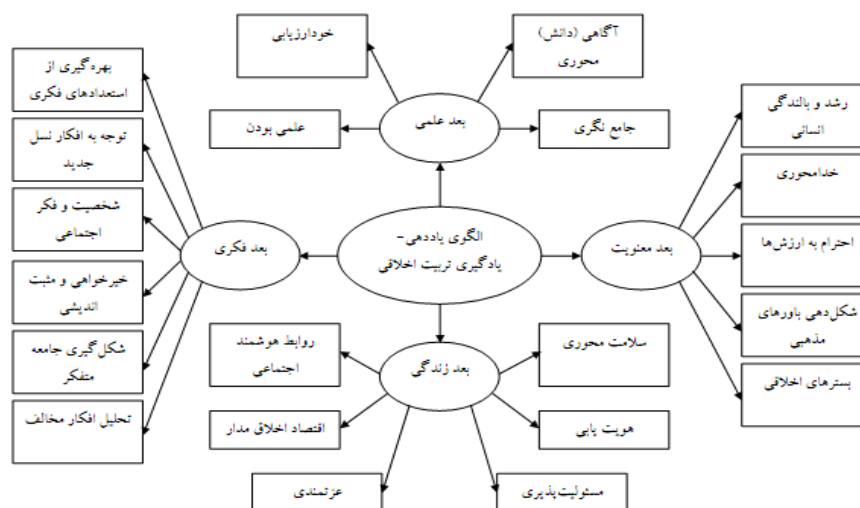 خودارزیابی
آگاهی (دانش)
محوری
علمی بودن
بعد علمی
جامع نگری
بهره‌گیری از
استعدادهای فکری
توجه به افکار نسل
جدید
شخصیت و فکر
اجتماعی
خیرخواهی و مثبت
اندیشی
شکل‌گیری جامعه
متفکر
تحلیل افکار مخالف
بعد فکری
الگوی یاددهی-
یادگیری تربیت اخلاقی
بعد معنویت
رشد و بالندگی
انسانی
خدامحوری
احترام به ارزش‌ها
شکل‌دهی باورهای
مذهبی
بسترهای اخلاقی
روابط هوشمند
اجتماعی
بعد زندگی
سلامت محوری
اقتصاد اخلاق مدار
هویت یابی
عزتمندی
مسئولیت‌پذیری